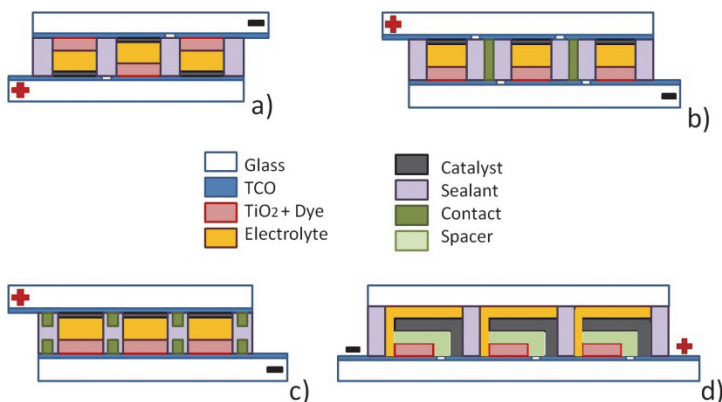 a)
b)
Glass
TCO
TiO2 + Dye
Electrolyte
Catalyst
Sealant
Contact
Spacer
c)
d)